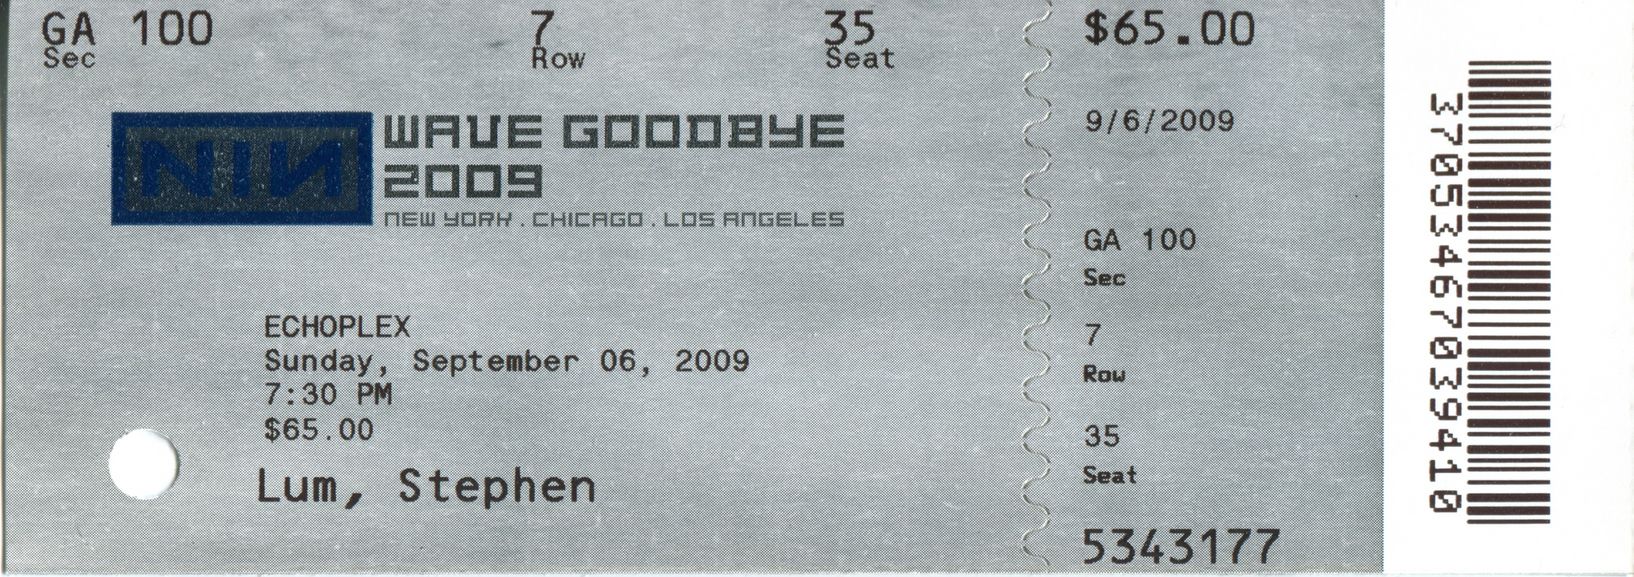 GA 100 7 35
Sec Row Seat
NIN
WAVE GOODBYE
2009
NEW YORK . CHICAGO . LOS ANGELES
ECHOPLEX
Sunday, September 06, 2009
7:30 PM
$65.00
Lum, Stephen
$65.00
9/6/2009
GA 100
Sec
7
Row
35
Seat
5343177
37053467039410